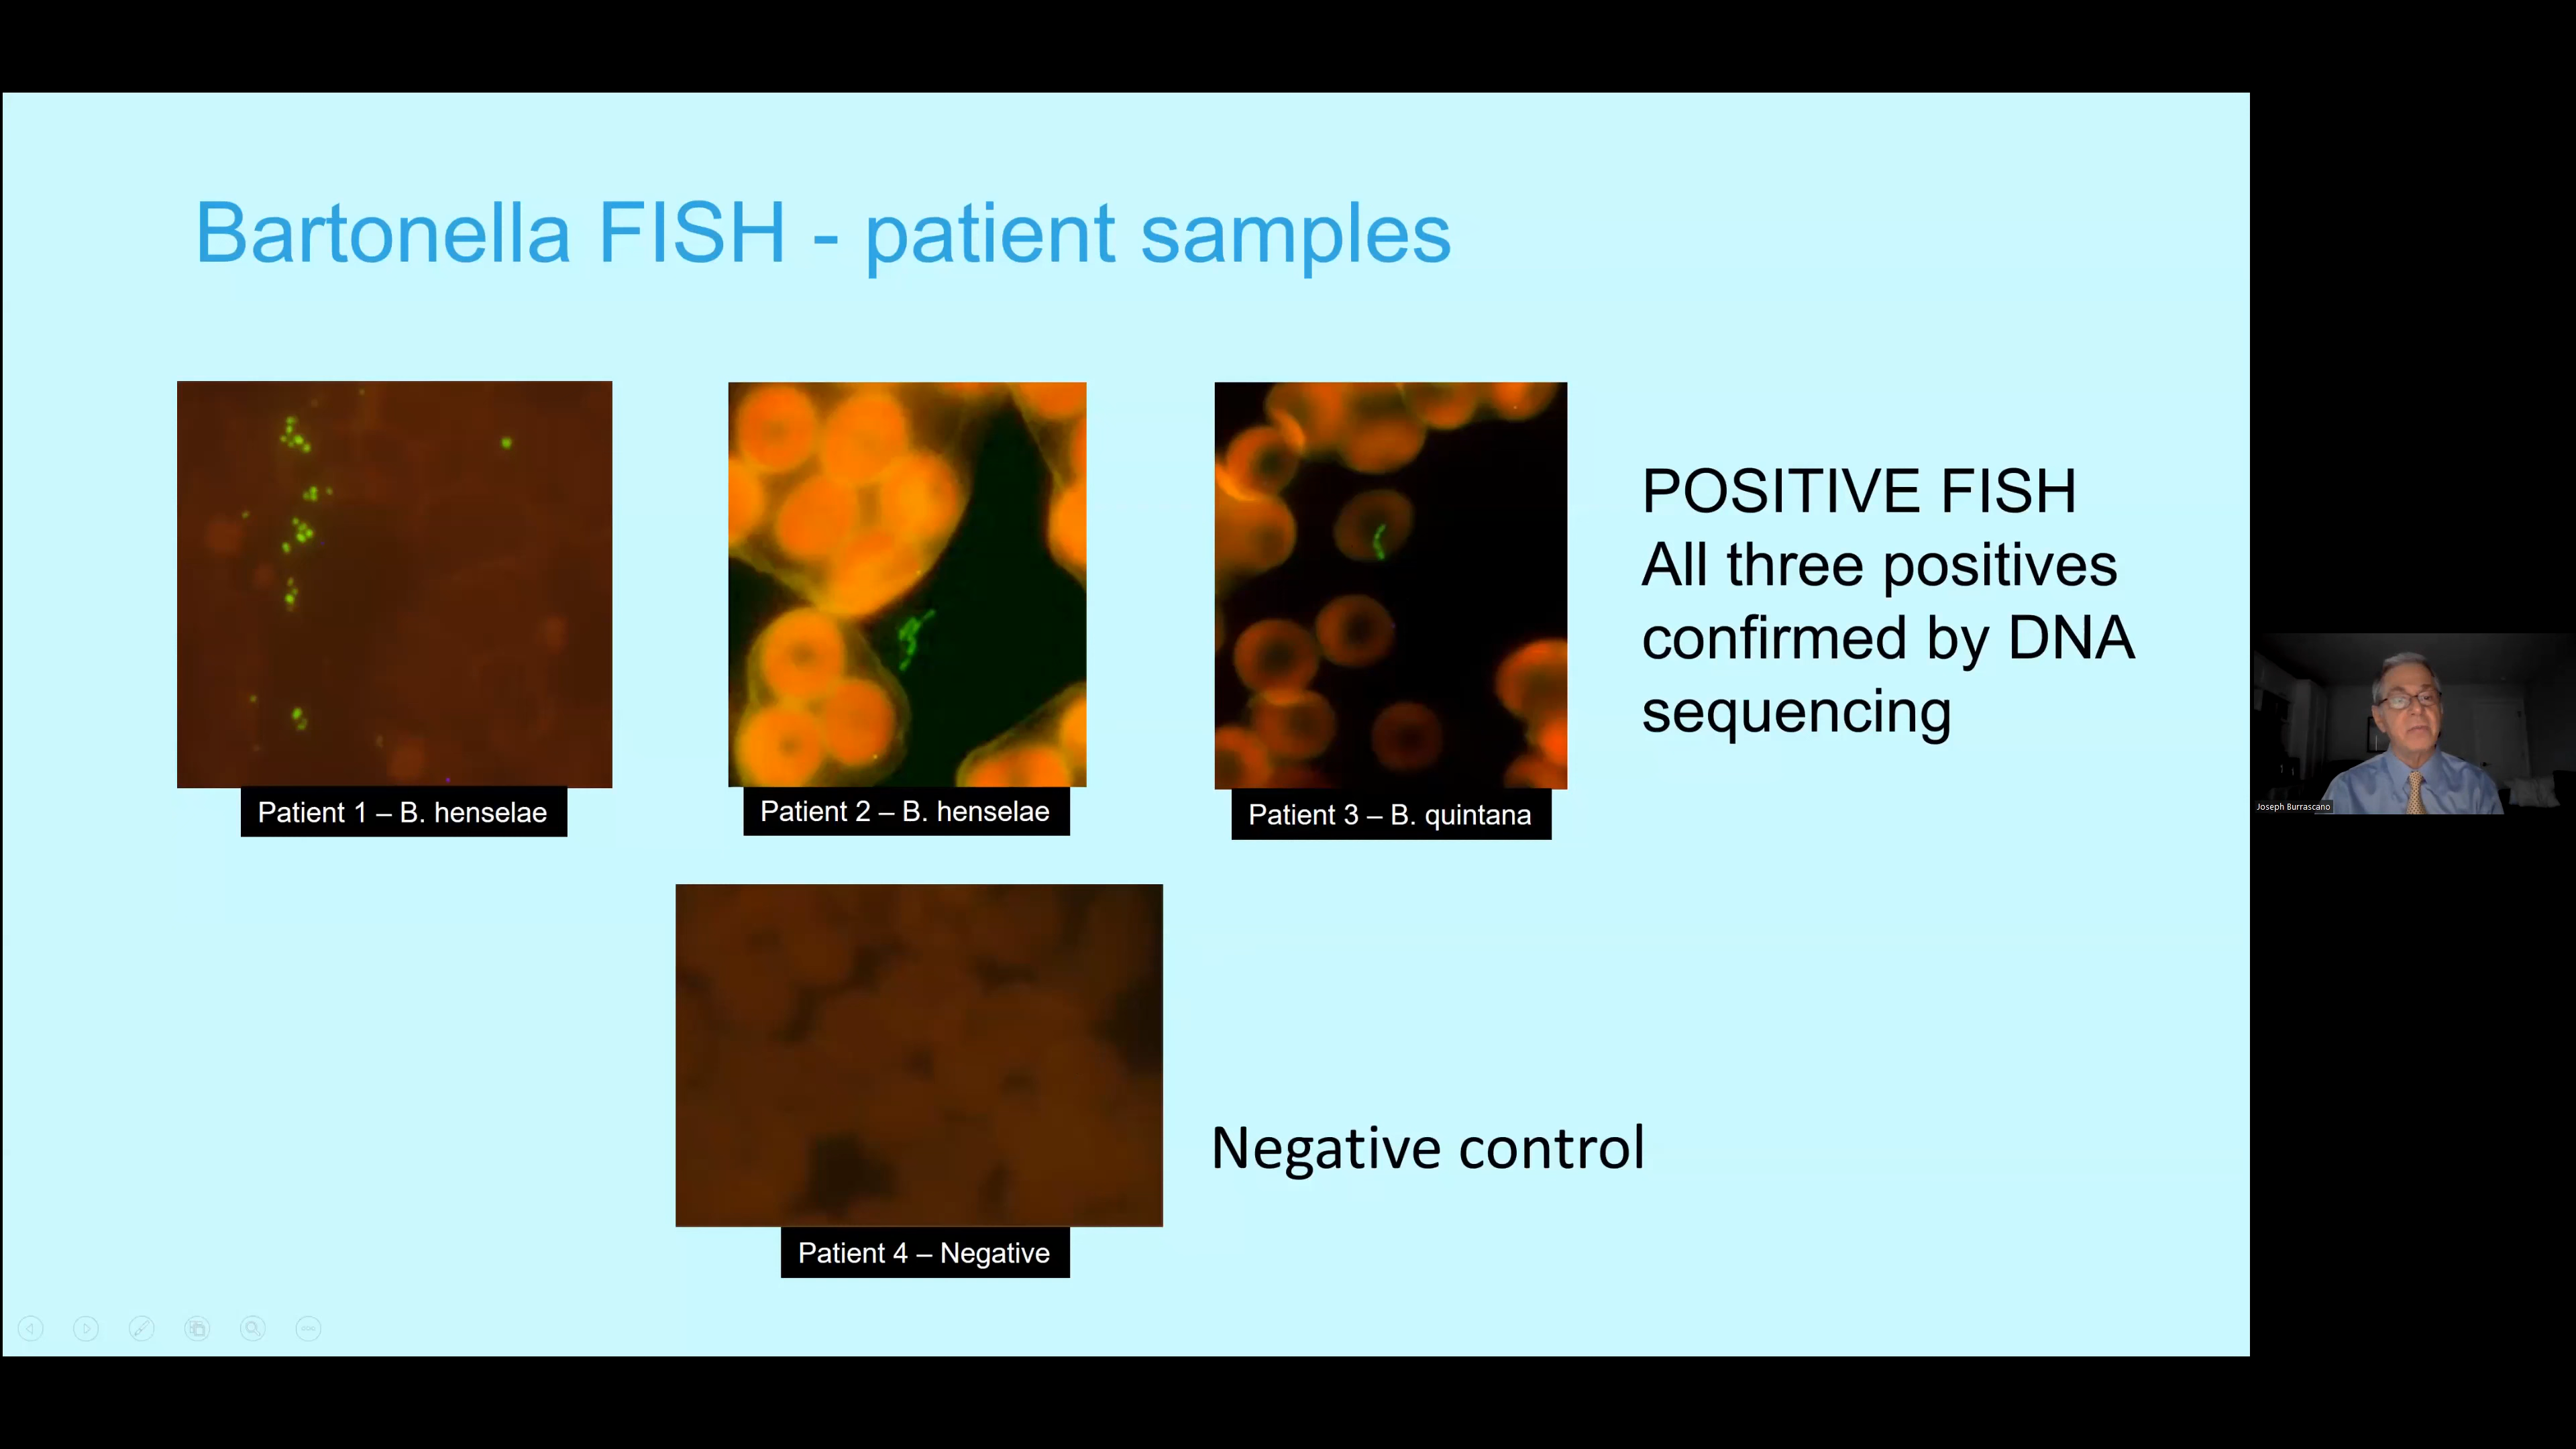 Bartonella FISH - patient samples
Patient 1 – B. henselae
Patient 2 – B. henselae
Patient 3 – B. quintana
POSITIVE FISH
All three positives
confirmed by DNA
sequencing
Joseph Burrascano
Patient 4 – Negative
Negative control